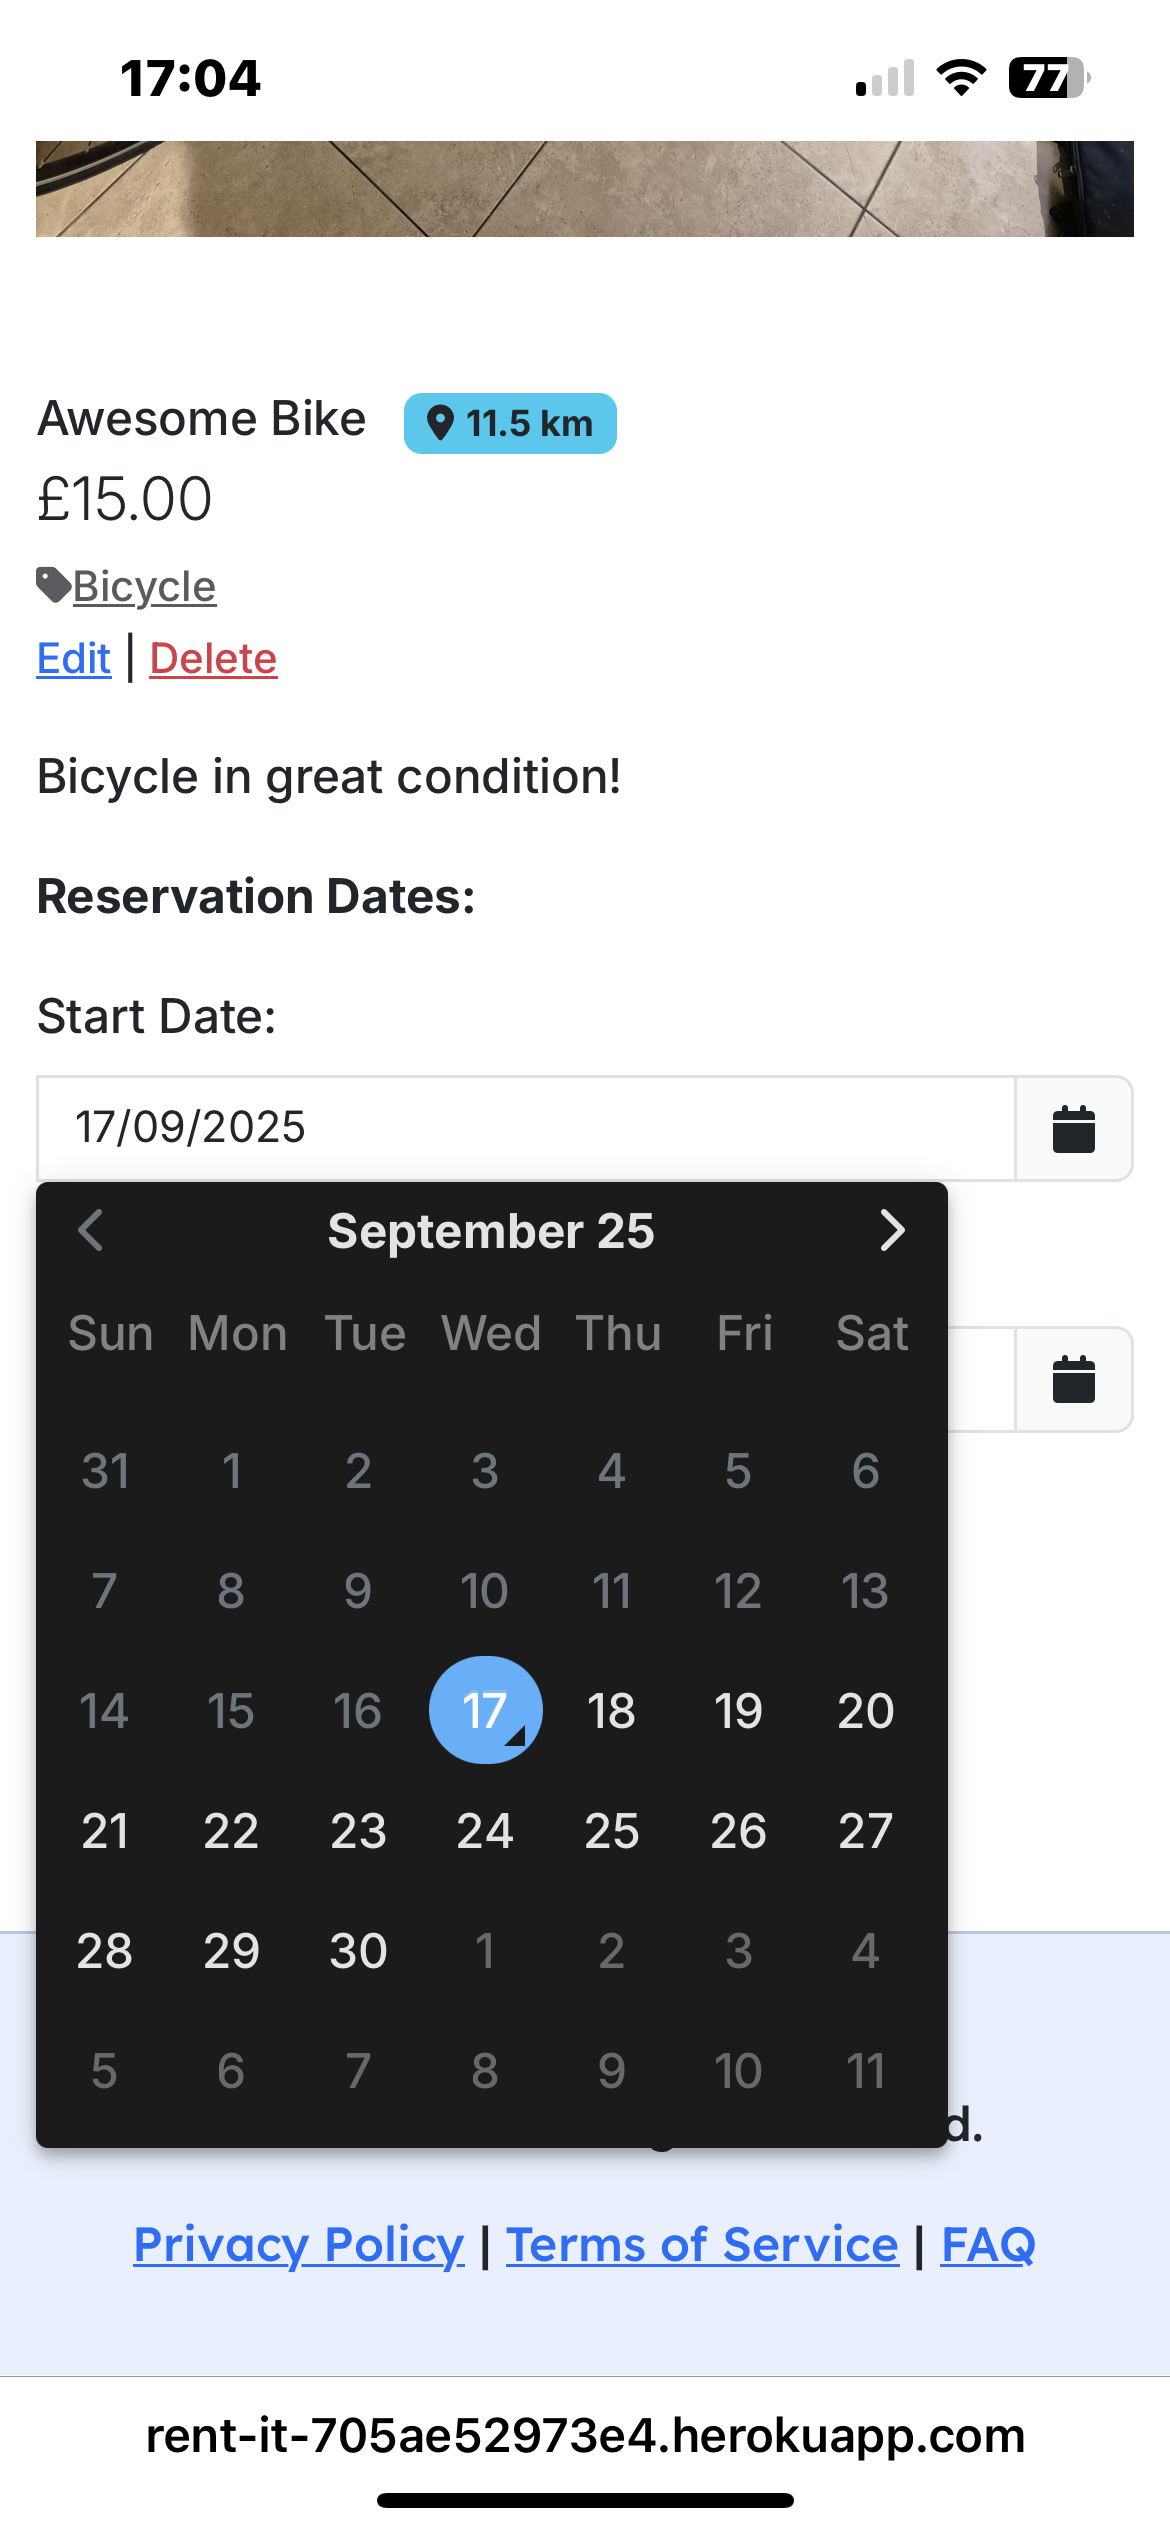 17:04
77
Awesome Bike 11.5 km
£15.00
Bicycle
Edit | Delete
Bicycle in great condition!
Reservation Dates:
Start Date:
17/09/2025
September 25
Sun Mon Tue Wed Thu Fri Sat
31 1 2 3 4 5 6
7 8 9 10 11 12 13
14 15 16 17 18 19 20
21 22 23 24 25 26 27
28 29 30 1 2 3 4
5 6 7 8 9 10 11
d.
Privacy Policy | Terms of Service | FAQ
rent-it-705ae52973e4.herokuapp.com